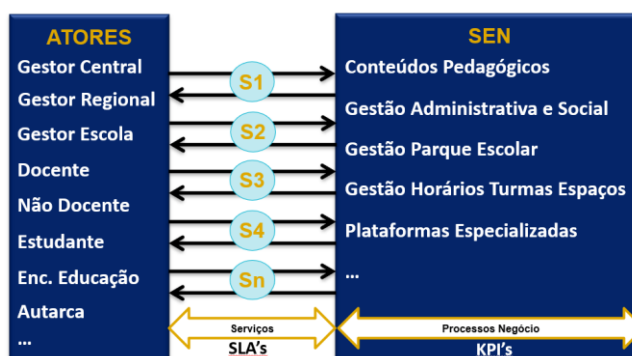 ATORES
Gestor Central
Gestor Regional
Gestor Escola
Docente
Não Docente
Estudante
Enc. Educação
Autarca
...
S1
S2
S3
S4
Sn
Serviços
SLA's
SEN
Conteúdos Pedagógicos
Gestão Administrativa e Social
Gestão Parque Escolar
Gestão Horários Turmas Espaços
Plataformas Especializadas
...
Processos Negócio
KPI's